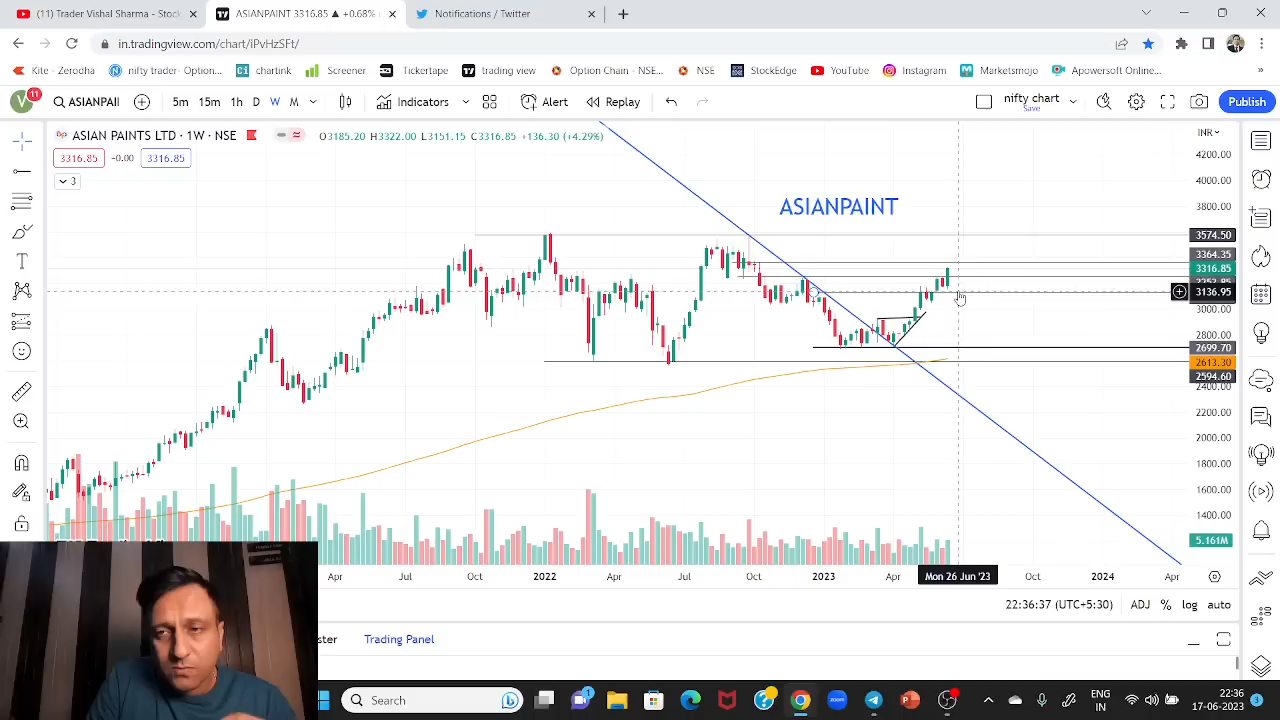 (11) Trading Mama - Stock
ASIANPAINT 3316.85 ▲ +0.68%
Notifications / Twitter
in.tradingview.com/chart/iPvHzSFt/
Kite - Zerodha
nifty trader- Option...
chartink
Screener
Tickertape
trading view
Option Chain - NSE...
NSE
StockEdge
YouTube
Instagram
Marketsmojo
Apowersoft Online...
V
11
ASIANPAII
5m 15m 1h D W M
Indicators
Alert
Replay
nifty chart
Save
Publish
ASIAN PAINTS LTD · 1W · NSE
O3185.20 H3322.00 L3151.15 C3316.85 +136.30 (+4.29%)
INR
3316.85 -0.00 3316.85
3
ASIANPAINT
4200.00
4000.00
3800.00
3574.50
3364.35
3316.85
3136.95
3000.00
2800.00
2699.70
2613.30
2594.60
2400.00
2200.00
2000.00
1800.00
1600.00
1400.00
5.161M
Apr Jul Oct 2022 Apr Jul Oct 2023 Apr Mon 26 Jun '23 Oct 2024 Apr
22:36:37 (UTC+5:30) ADJ % log auto
ster Trading Panel
Search
ENG
IN
22:36
17-06-2023